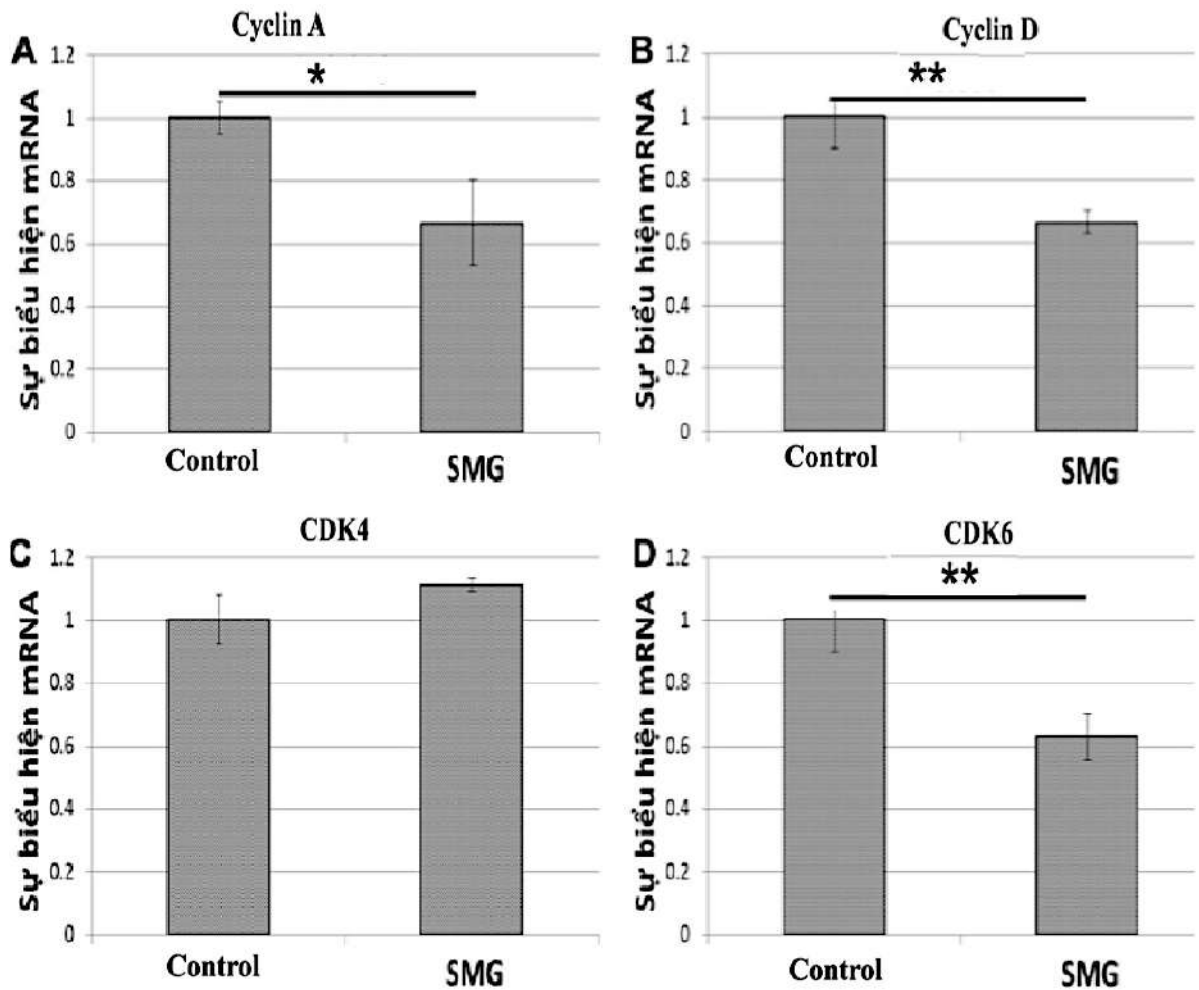 A
Cyclin A
Sự biểu hiện mRNA
1.2
1
0.8
0.6
0.4
0.2
0
*
Control
SMG
B
Cyclin D
Sự biểu hiện mRNA
1.2
1
0.8
0.6
0.4
0.2
0
**
Control
SMG
C
CDK4
Sự biểu hiện mRNA
1.2
1
0.8
0.6
0.4
0.2
0
Control
SMG
D
CDK6
Sự biểu hiện mRNA
1.2
1
0.8
0.6
0.4
0.2
0
**
Control
SMG